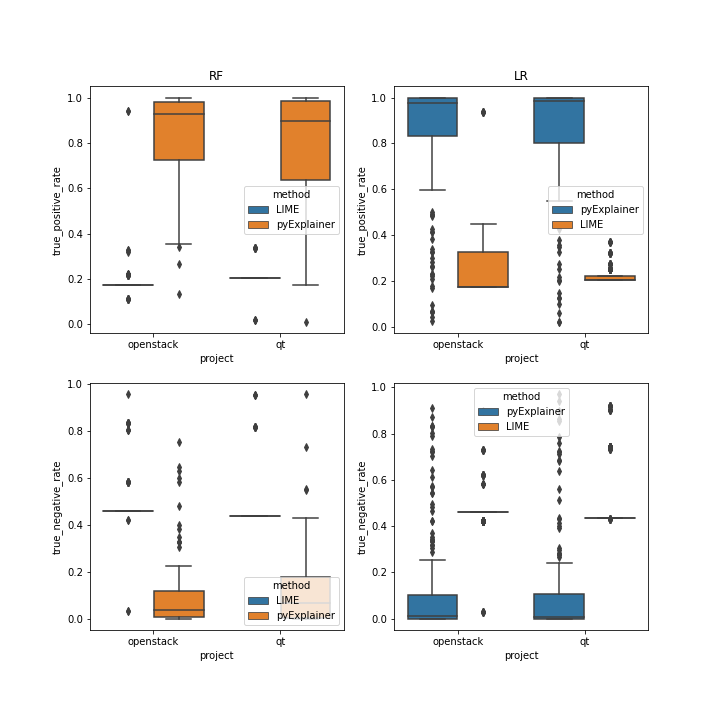 RF
true_positive_rate
1.0
0.8
0.6
0.4
0.2
0.0
method
LIME
pyExplainer
openstack
qt
project
LR
true_positive_rate
1.0
0.8
0.6
0.4
0.2
0.0
method
pyExplainer
LIME
openstack
qt
project
true_negative_rate
1.0
0.8
0.6
0.4
0.2
0.0
method
LIME
pyExplainer
openstack
qt
project
true_negative_rate
1.0
0.8
0.6
0.4
0.2
0.0
method
pyExplainer
LIME
openstack
qt
project